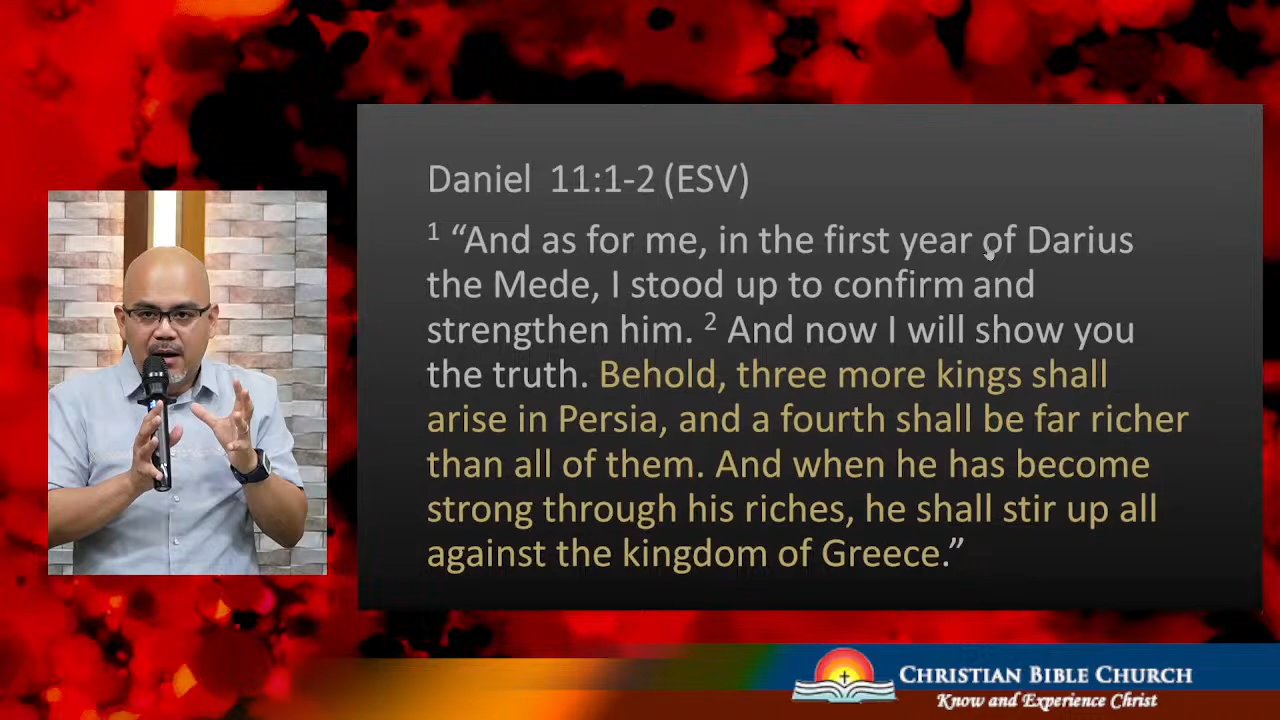 Daniel 11:1-2 (ESV)
1 “And as for me, in the first year of Darius
the Mede, I stood up to confirm and
strengthen him. 2 And now I will show you
the truth. Behold, three more kings shall
arise in Persia, and a fourth shall be far richer
than all of them. And when he has become
strong through his riches, he shall stir up all
against the kingdom of Greece.”
CHRISTIAN BIBLE CHURCH
Know and Experience Christ